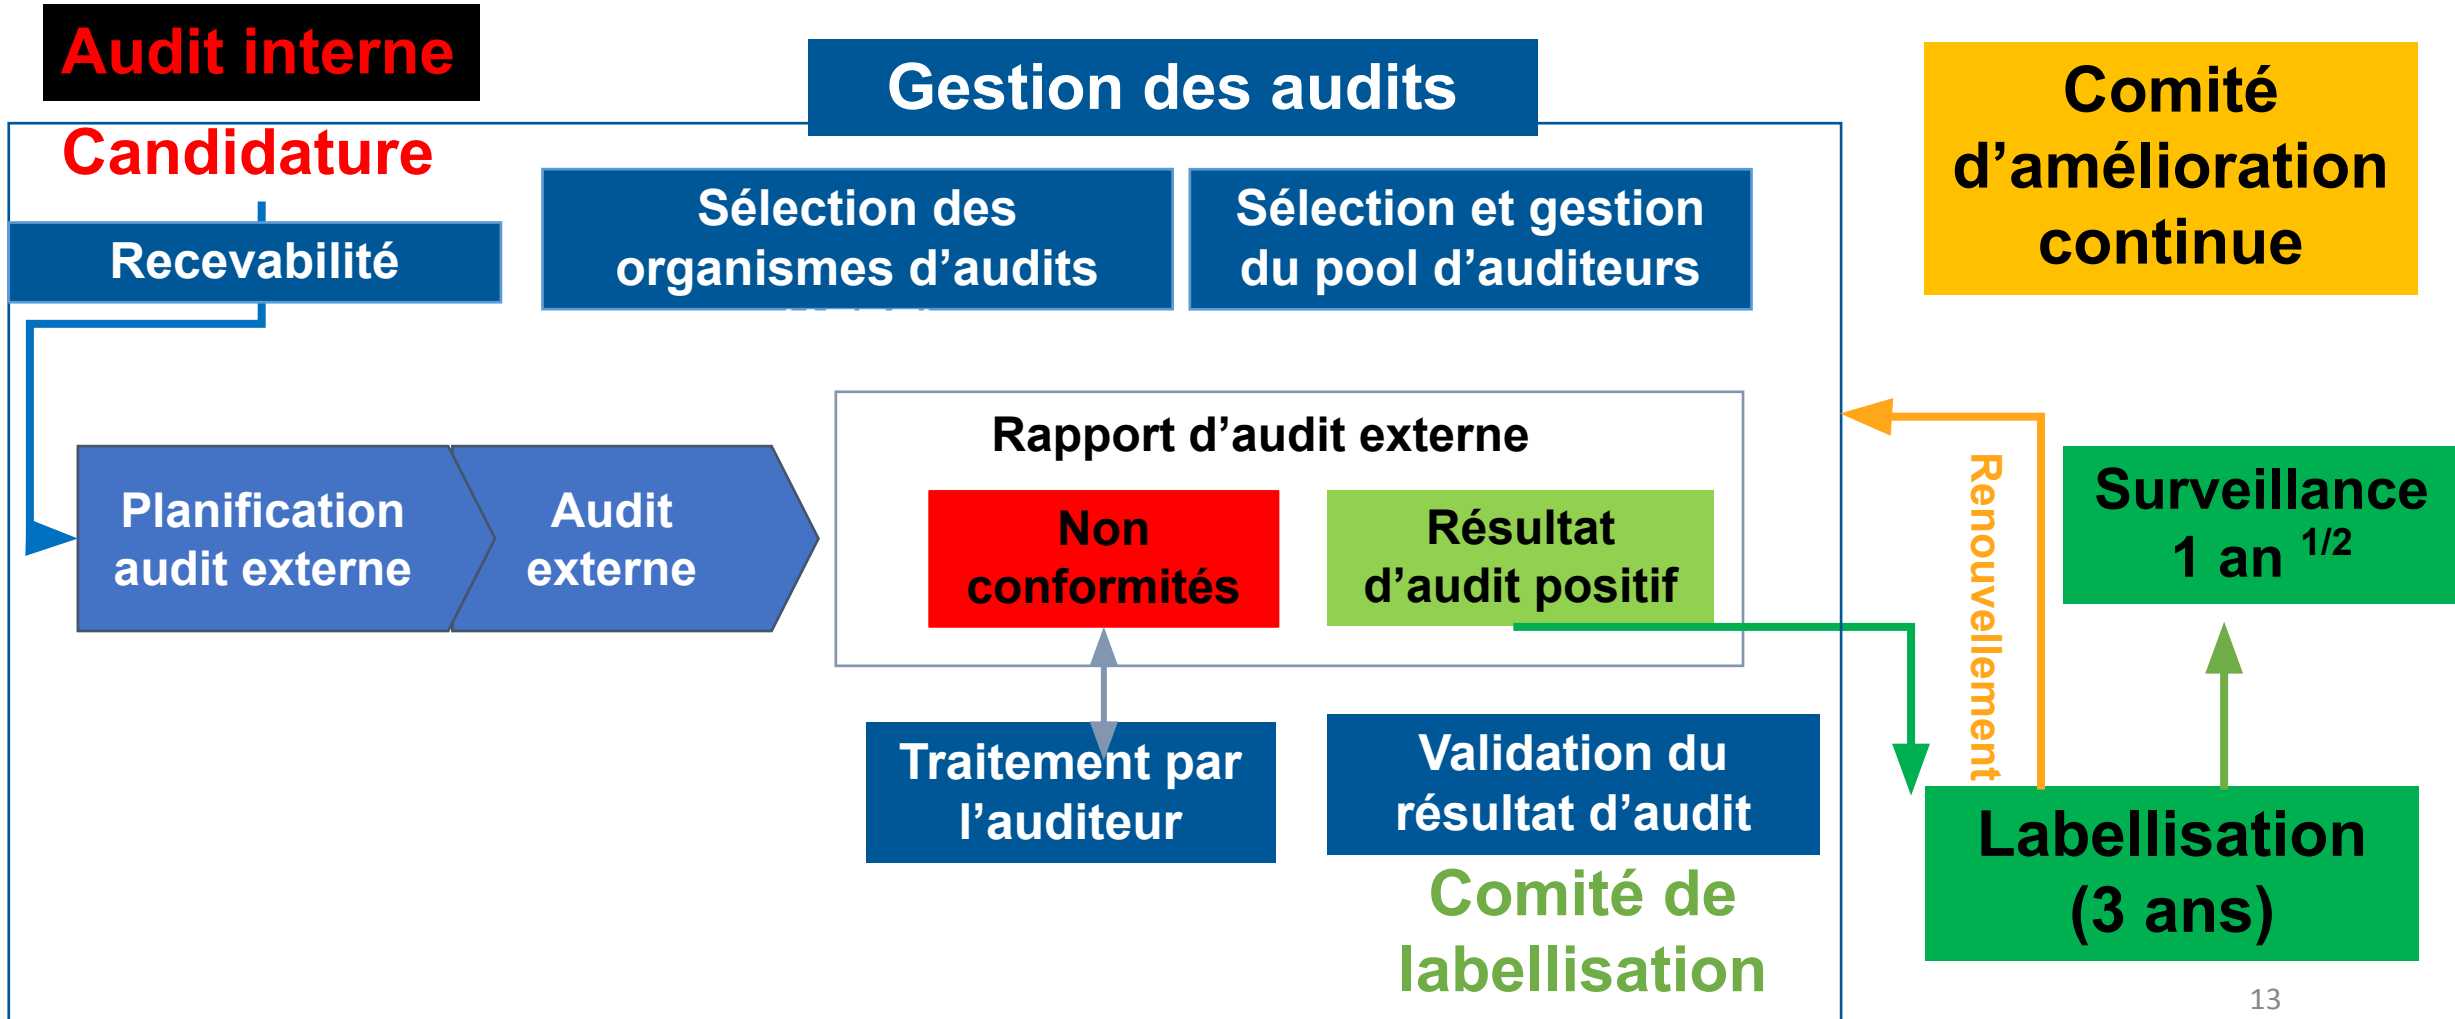 Audit interne
Gestion des audits
Comité
d’amélioration
continue
Candidature
Recevabilité
Sélection des
organismes d’audits
Sélection et gestion
du pool d’auditeurs
Planification
audit externe
Audit
externe
Rapport d’audit externe
Non
conformités
Résultat
d’audit positif
Renouvellement
Surveillance
1 an 1/2
Traitement par
l’auditeur
Validation du
résultat d’audit
Comité de
labellisation
Labellisation
(3 ans)
13